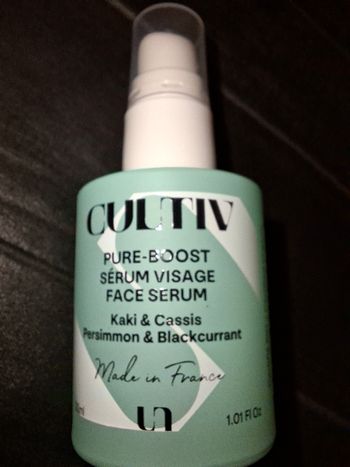 CULTIV
PURE-BOOST
SÉRUM VISAGE
FACE SERUM
Kaki & Cassis
Persimmon & Blackcurrant
Made in France
1.01 Fl Oz